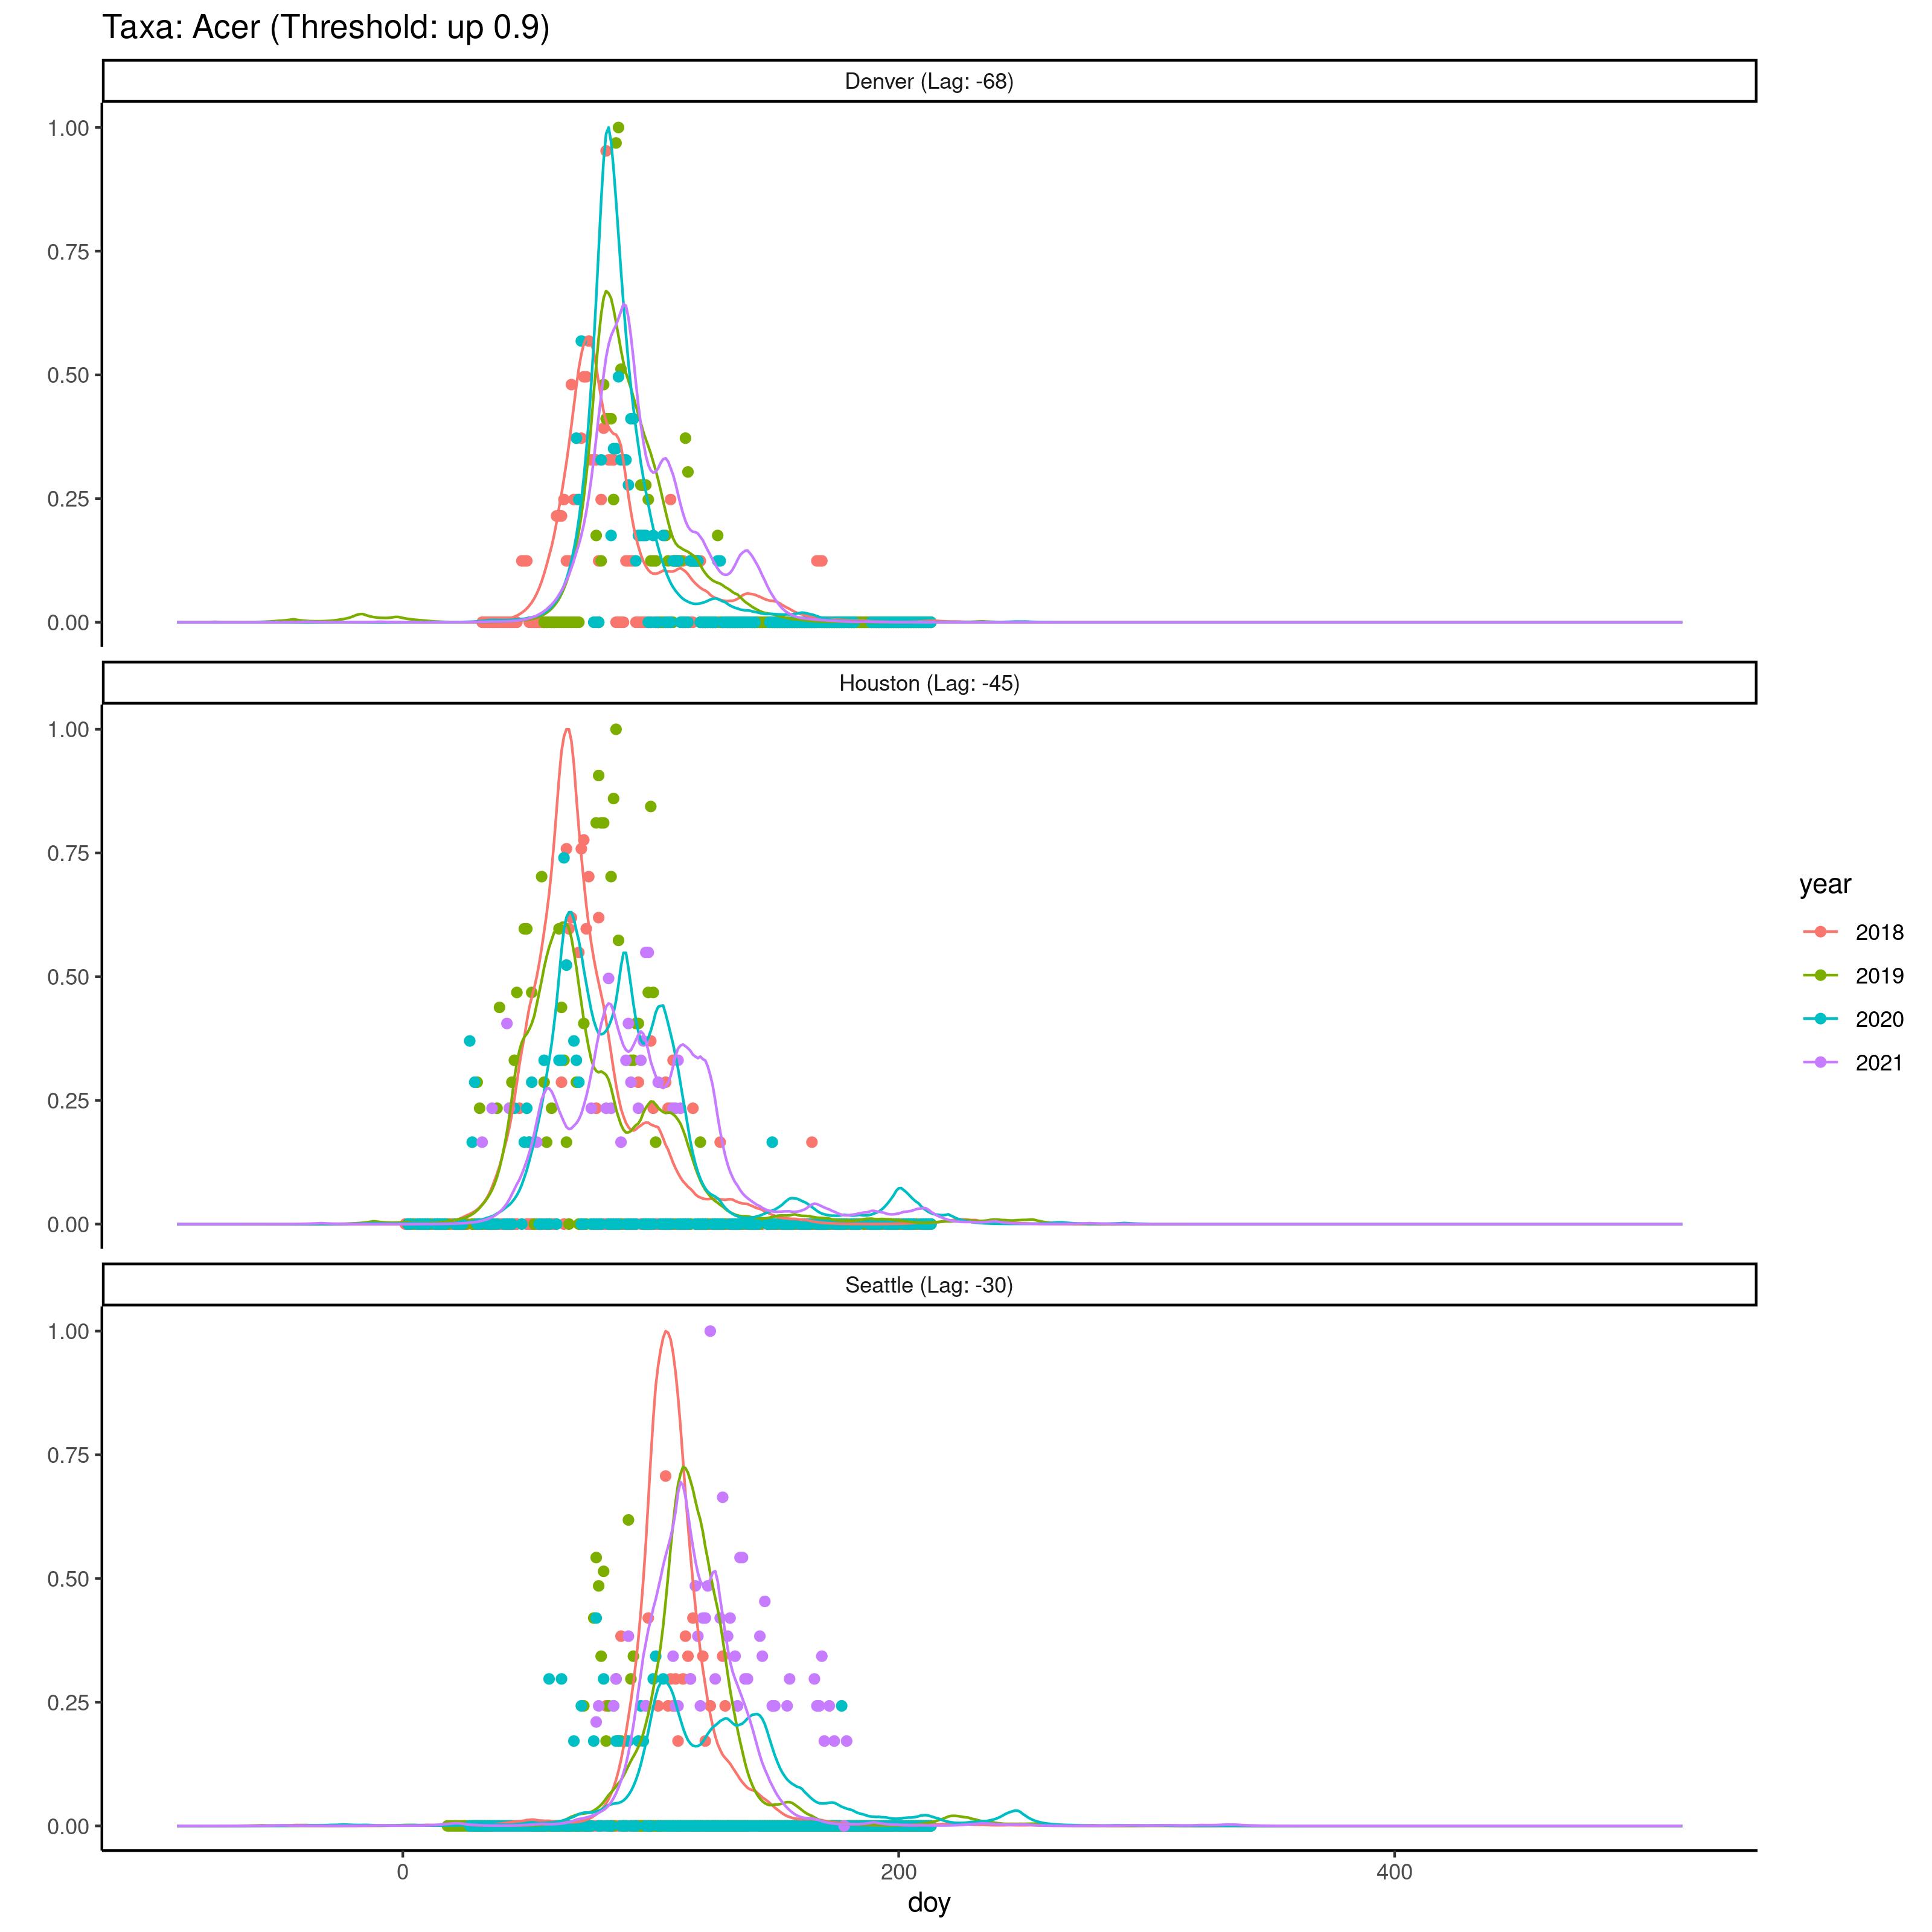 Taxa: Acer (Threshold: up 0.9)
Denver (Lag: -68)
1.00
0.75
0.50
0.25
0.00
Houston (Lag: -45)
1.00
0.75
0.50
0.25
0.00
Seattle (Lag: -30)
1.00
0.75
0.50
0.25
0.00
0 200 400
doy
year
2018
2019
2020
2021